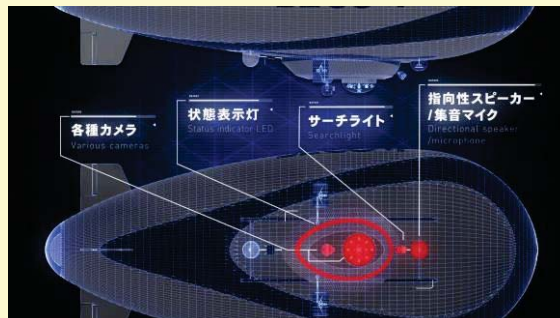 各種カメラ
Various cameras
状態表示灯
Status indicator LED
サーチライト
Searchlight
指向性スピーカー
/集音マイク
Directional speaker
/microphone